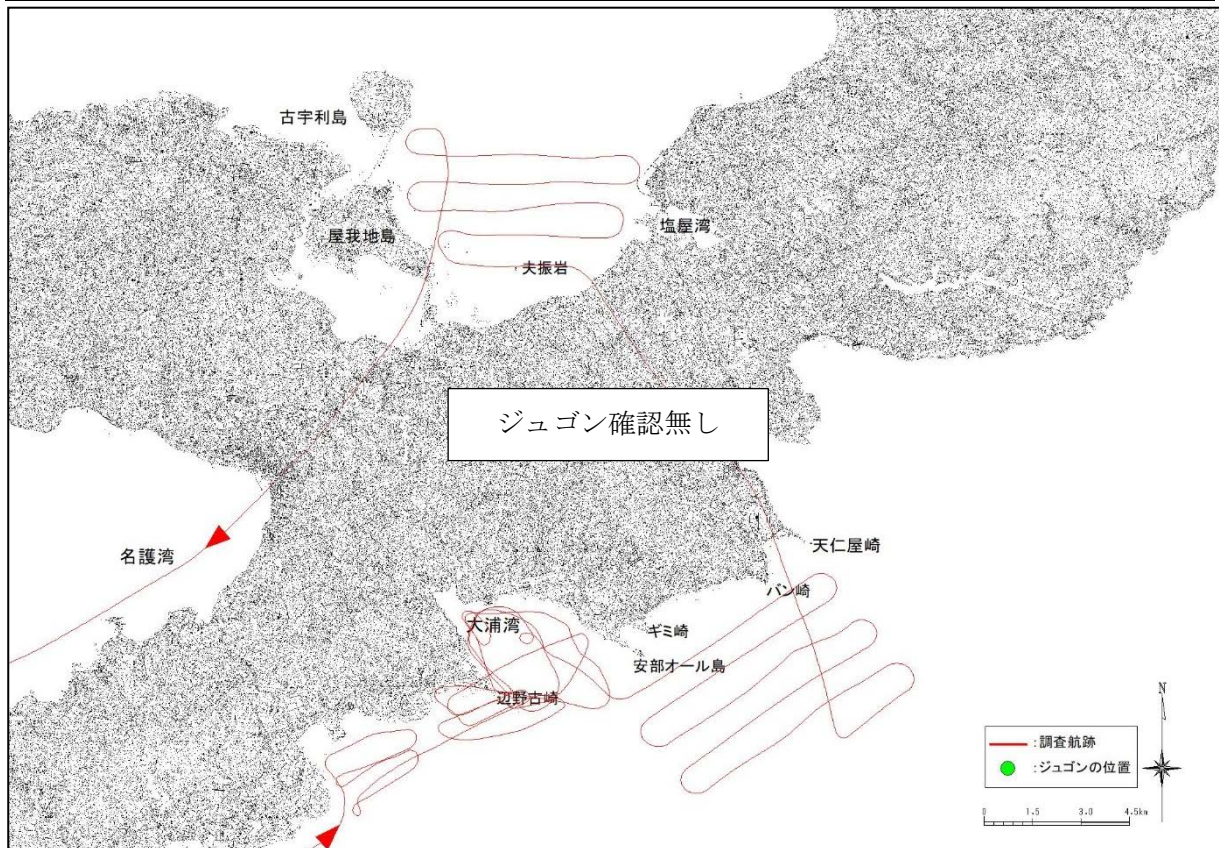 古宇利島
屋我地島
塩屋湾
夫振岩
ジュゴン確認無し
名護湾
天仁屋崎
バン崎
大浦湾
ギミ崎
安部オール島
辺野古崎
N
:調査航跡
:ジュゴンの位置
0 1.5 3.0 4.5km